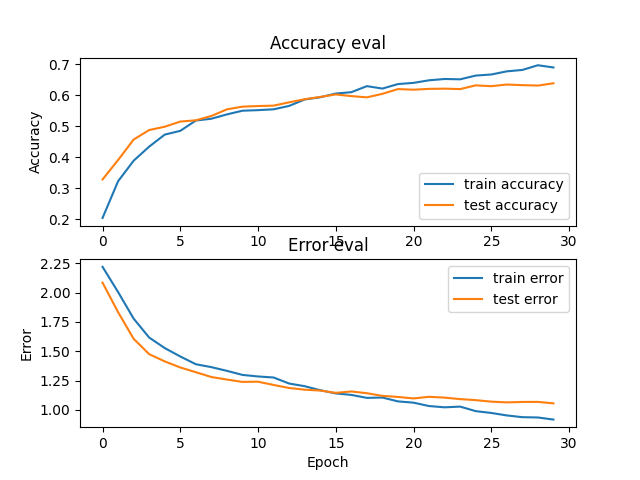 Accuracy eval
0.7
0.6
0.5
0.4
0.3
0.2
Accuracy
train accuracy
test accuracy
0 5 10 15 20 25 30
Error eval
2.25
2.00
1.75
1.50
1.25
1.00
Error
train error
test error
0 5 10 15 20 25 30
Epoch